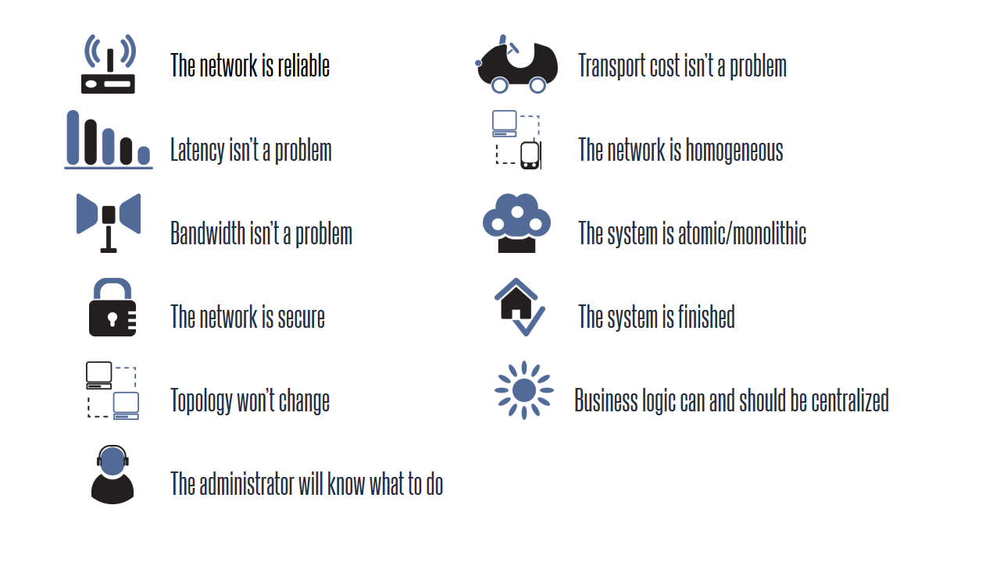 The network is reliable
Latency isn't a problem
Bandwidth isn't a problem
The network is secure
Topology won't change
The administrator will know what to do
Transport cost isn't a problem
The network is homogeneous
The system is atomic/monolithic
The system is finished
Business logic can and should be centralized